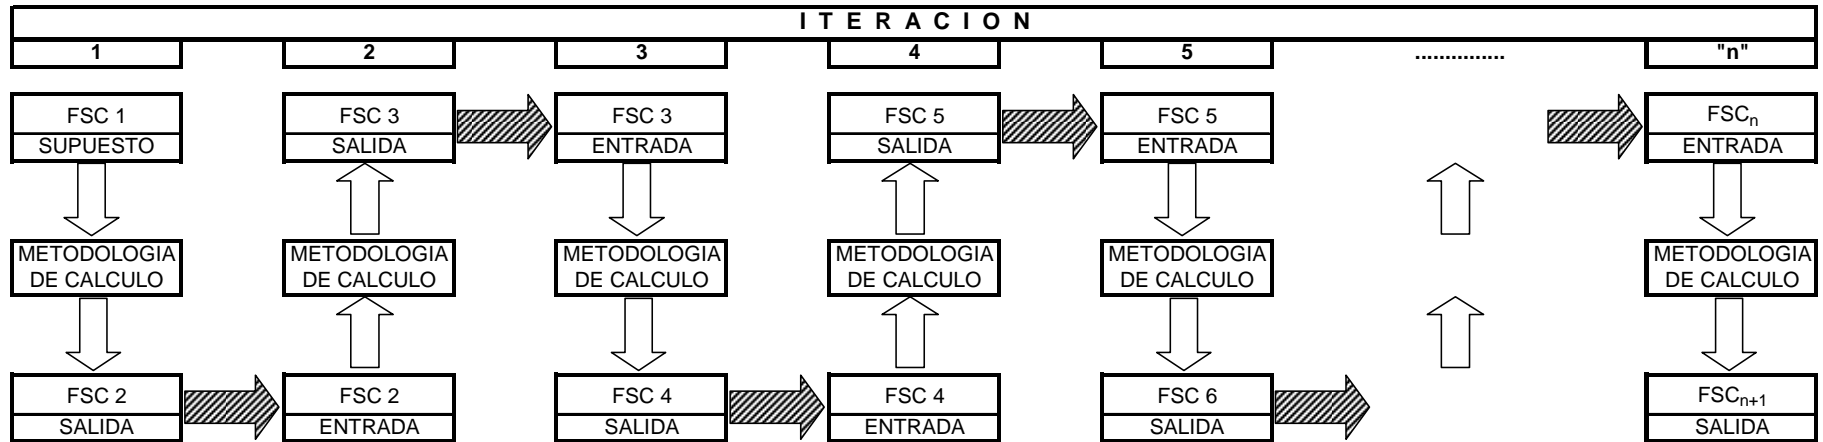 I T E R A C I O N
1 2 3 4 5 ............... "n"
FSC 1 FSC 3 FSC 3 FSC 5 FSC 5 FSCn
SUPUESTO SALIDA ENTRADA SALIDA ENTRADA ENTRADA
METODOLOGIA METODOLOGIA METODOLOGIA METODOLOGIA METODOLOGIA METODOLOGIA
DE CALCULO DE CALCULO DE CALCULO DE CALCULO DE CALCULO DE CALCULO
FSC 2 FSC 2 FSC 4 FSC 4 FSC 6 FSCn+1
SALIDA ENTRADA SALIDA ENTRADA SALIDA SALIDA